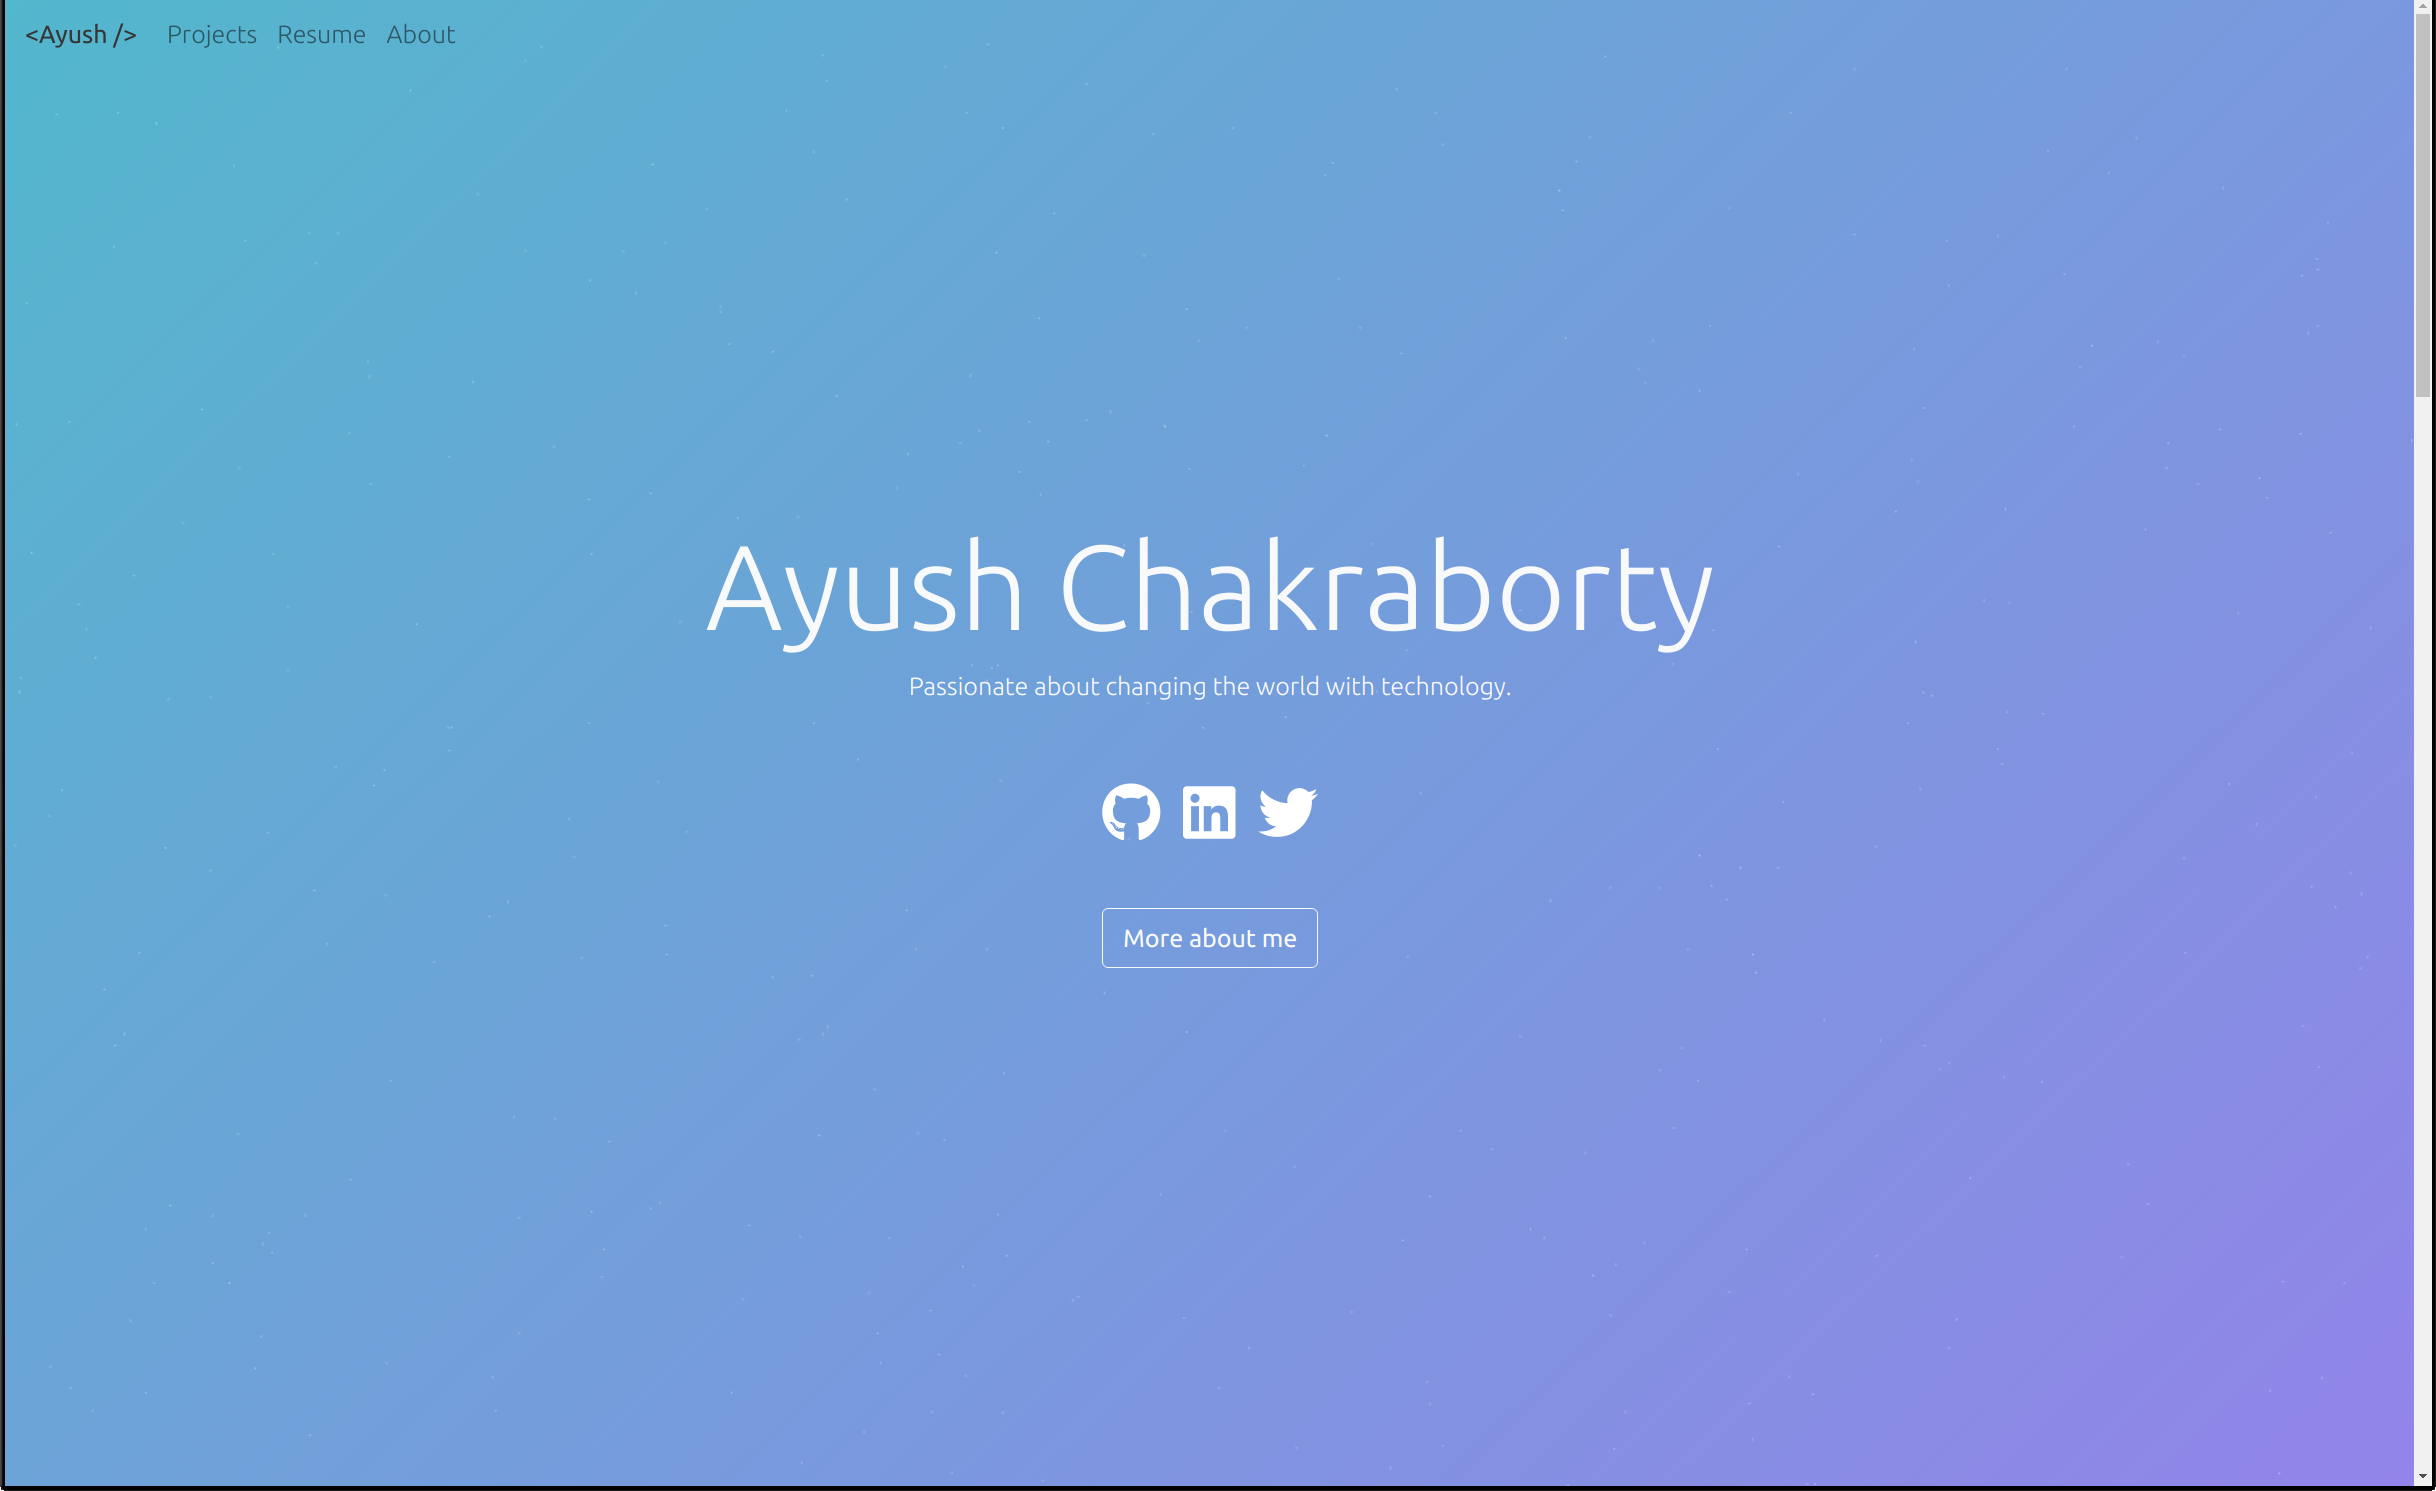 <Ayush /> Projects Resume About
Ayush Chakraborty
Passionate about changing the world with technology.
in
More about me